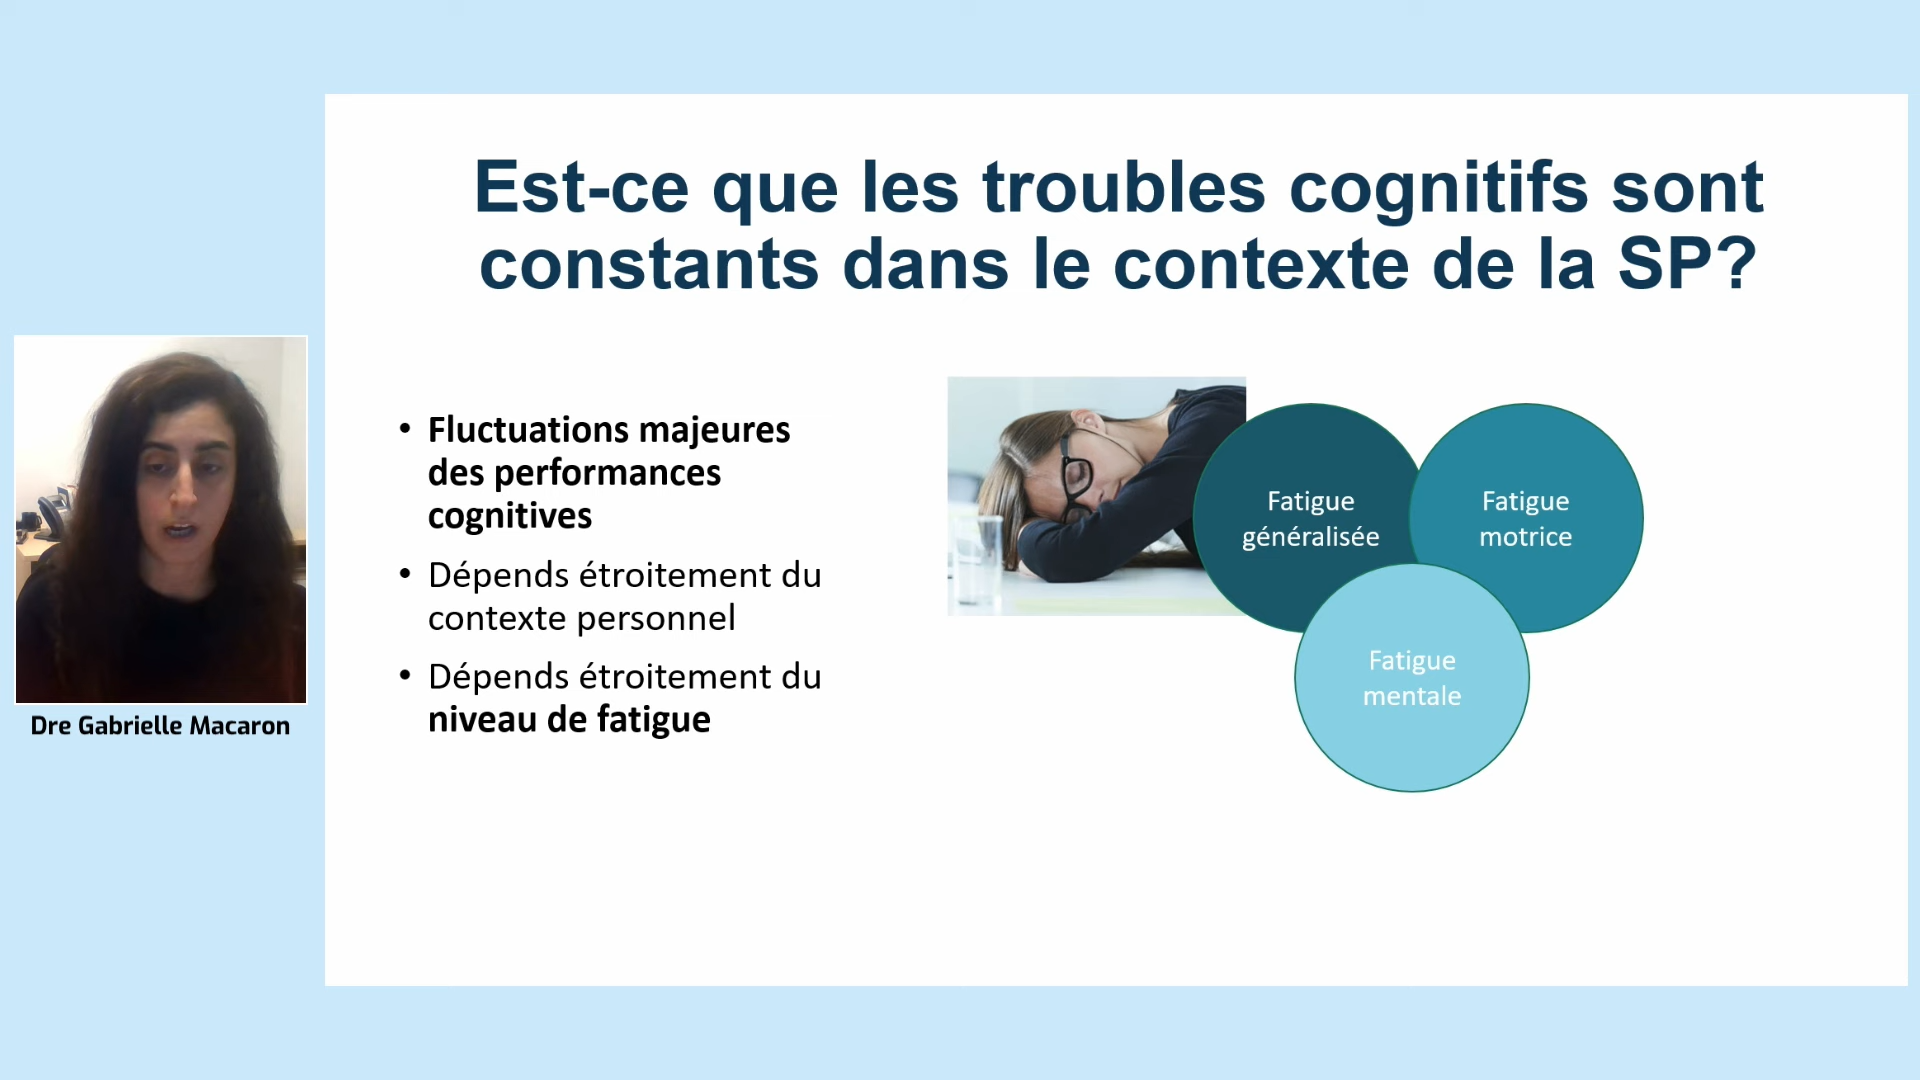 Est-ce que les troubles cognitifs sont
constants dans le contexte de la SP?
• Fluctuations majeures
des performances
cognitives
• Dépends étroitement du
contexte personnel
• Dépends étroitement du
niveau de fatigue
Fatigue
généralisée
Fatigue
motrice
Fatigue
mentale
Dre Gabrielle Macaron